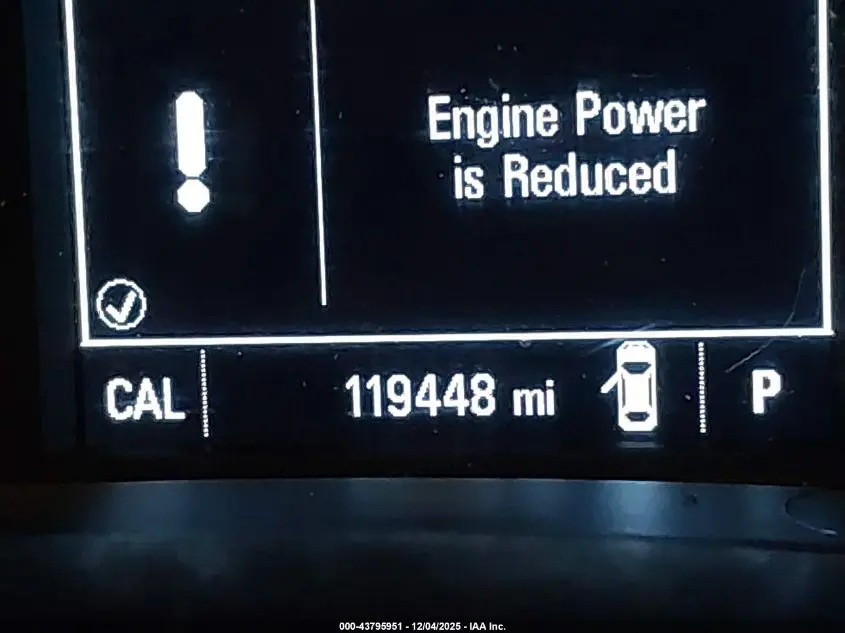 Engine Power
is Reduced
CAL
119448 mi
P
000-43795951 - 12/04/2025 - IAA Inc.